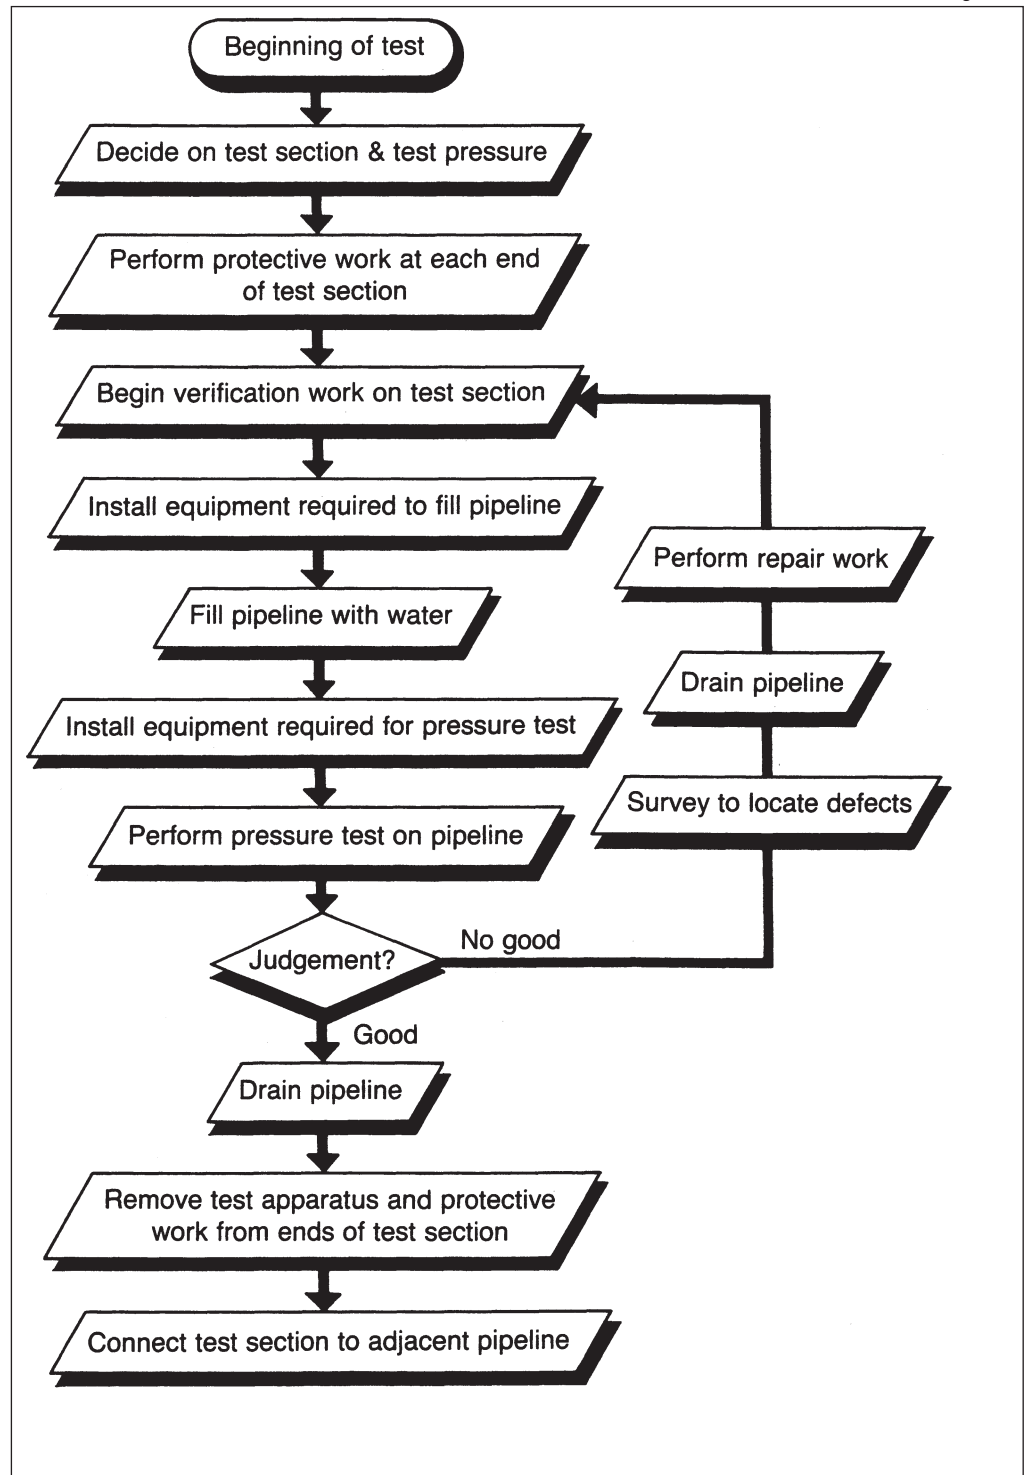 Beginning of test
Decide on test section & test pressure
Perform protective work at each end
of test section
Begin verification work on test section
Install equipment required to fill pipeline
Fill pipeline with water
Install equipment required for pressure test
Perform pressure test on pipeline
Judgement?
No good
Survey to locate defects
Drain pipeline
Perform repair work
Good
Drain pipeline
Remove test apparatus and protective
work from ends of test section
Connect test section to adjacent pipeline